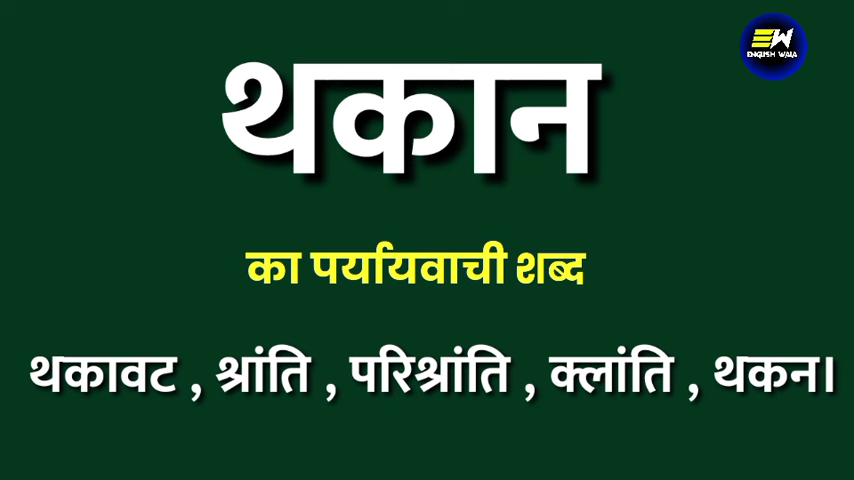 EW
ENGLISH WALA
थकान
का पर्यायवाची शब्द
थकावट , श्रांति , परिश्रांति , क्लांति , थकन।